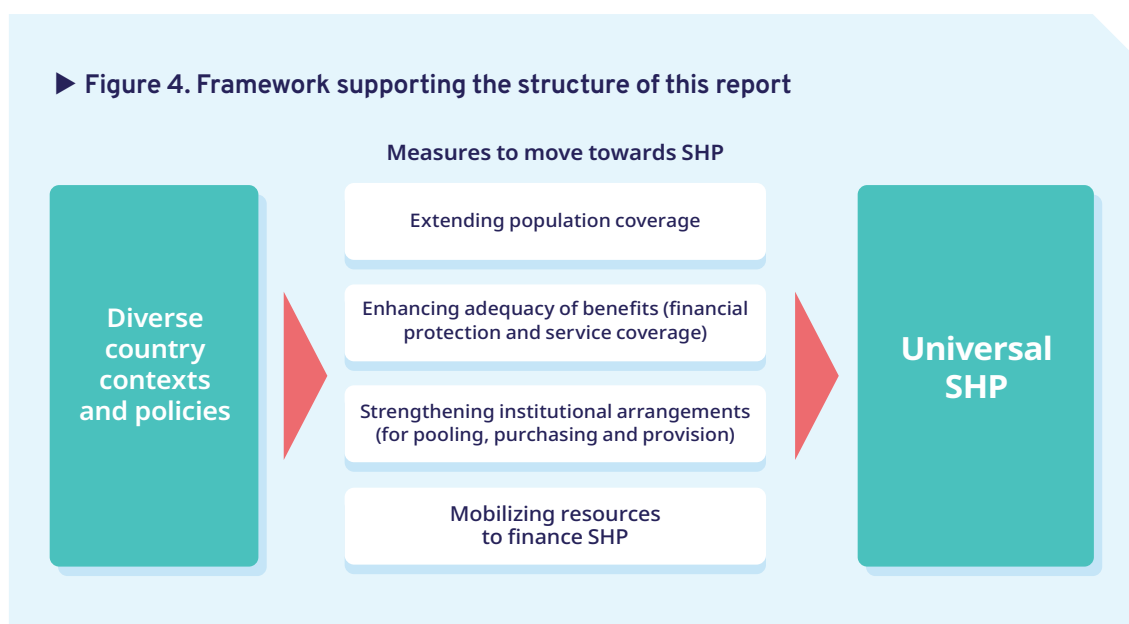 ▶ Figure 4. Framework supporting the structure of this report
Measures to move towards SHP
Diverse
country
contexts
and policies
Extending population coverage
Enhancing adequacy of benefits (financial
protection and service coverage)
Strengthening institutional arrangements
(for pooling, purchasing and provision)
Mobilizing resources
to finance SHP
Universal
SHP